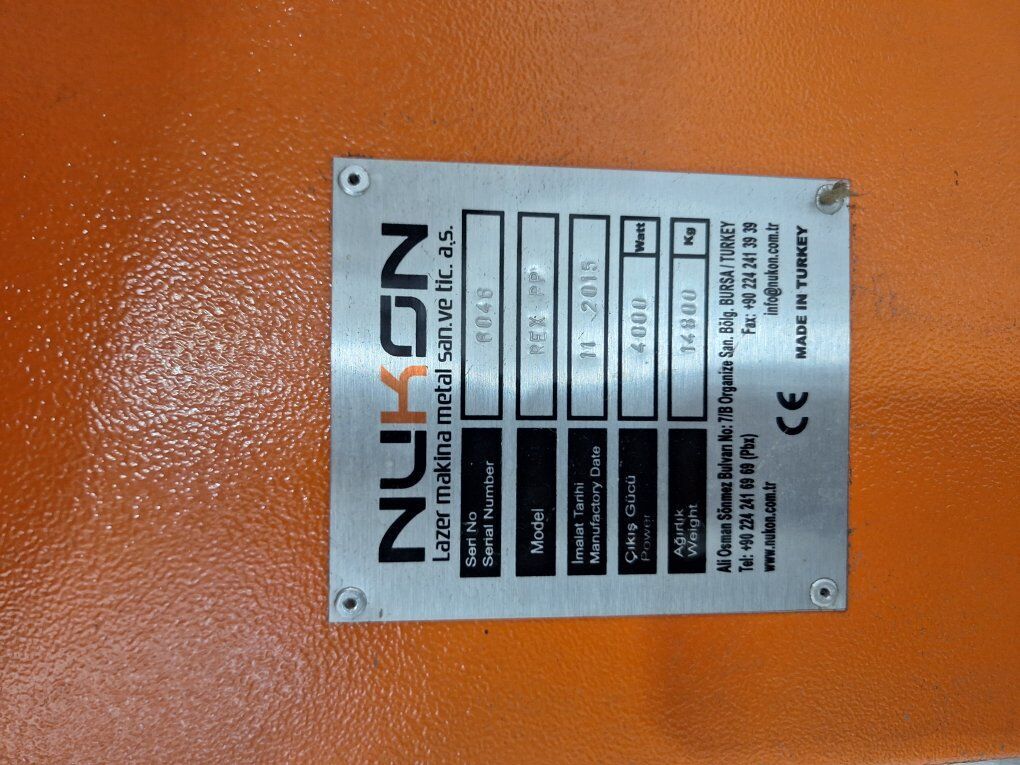 NUKON
Lazer makina metal san.ve tic. a.ş.
Seri No
Serial Number
6046
Model
REX PP
Imalat Tarihi
Manufactory Date
11 .2015
Çıkış Gücü
Power
4000 Watt
Ağırlık
Weight
14800 Kg
Ali Osman Sönmez Bulvarı No: 7/B Organize San. Bölg. BURSA / TURKEY
Tel: +90 224 241 69 69 (Pbx) Fax: +90 224 241 39 39
www.nukon.com.tr info@nukon.com.tr
CE MADE IN TURKEY